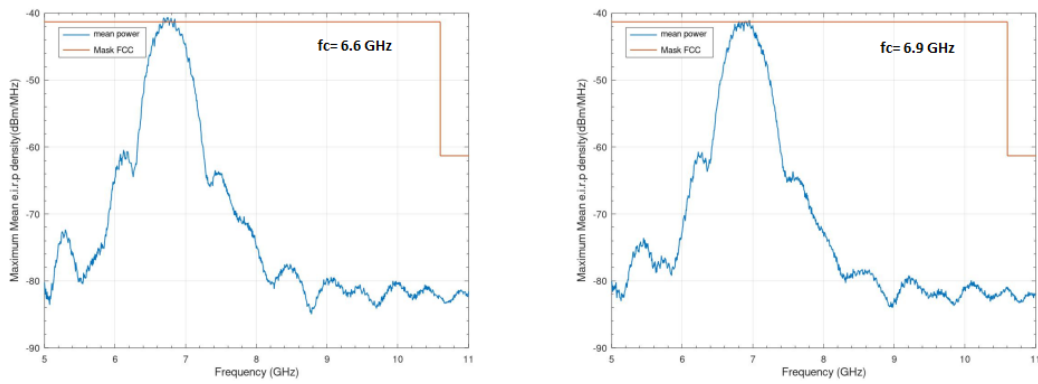 -40
-50
-60
-70
-80
-90
5
6
7
8
9
10
11
Maximum Mean e.i.r.p density(dBm/MHz)
Frequency (GHz)
mean power
Mask FCC
fc= 6.6 GHz
-40
-50
-60
-70
-80
-90
5
6
7
8
9
10
11
Maximum Mean e.i.r.p density(dBm/MHz)
Frequency (GHz)
mean power
Mask FCC
fc= 6.9 GHz